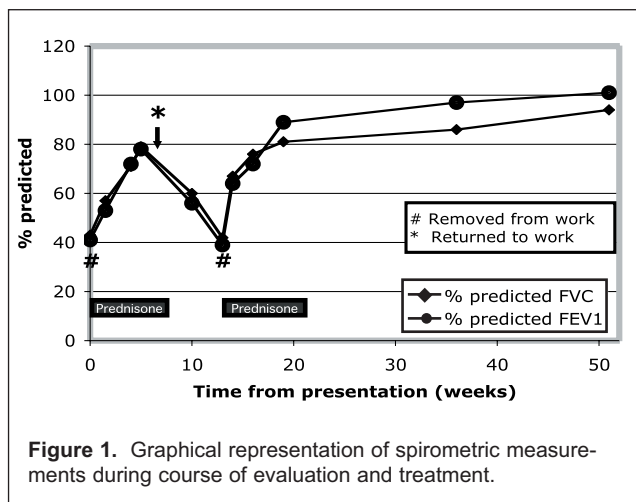 120
100
80
60
40
20
0
% predicted
*
#
#
# Removed from work
* Returned to work
Prednisone
Prednisone
% predicted FVC
% predicted FEV1
0
10
20
30
40
50
Time from presentation (weeks)
Figure 1. Graphical representation of spirometric measure-
ments during course of evaluation and treatment.